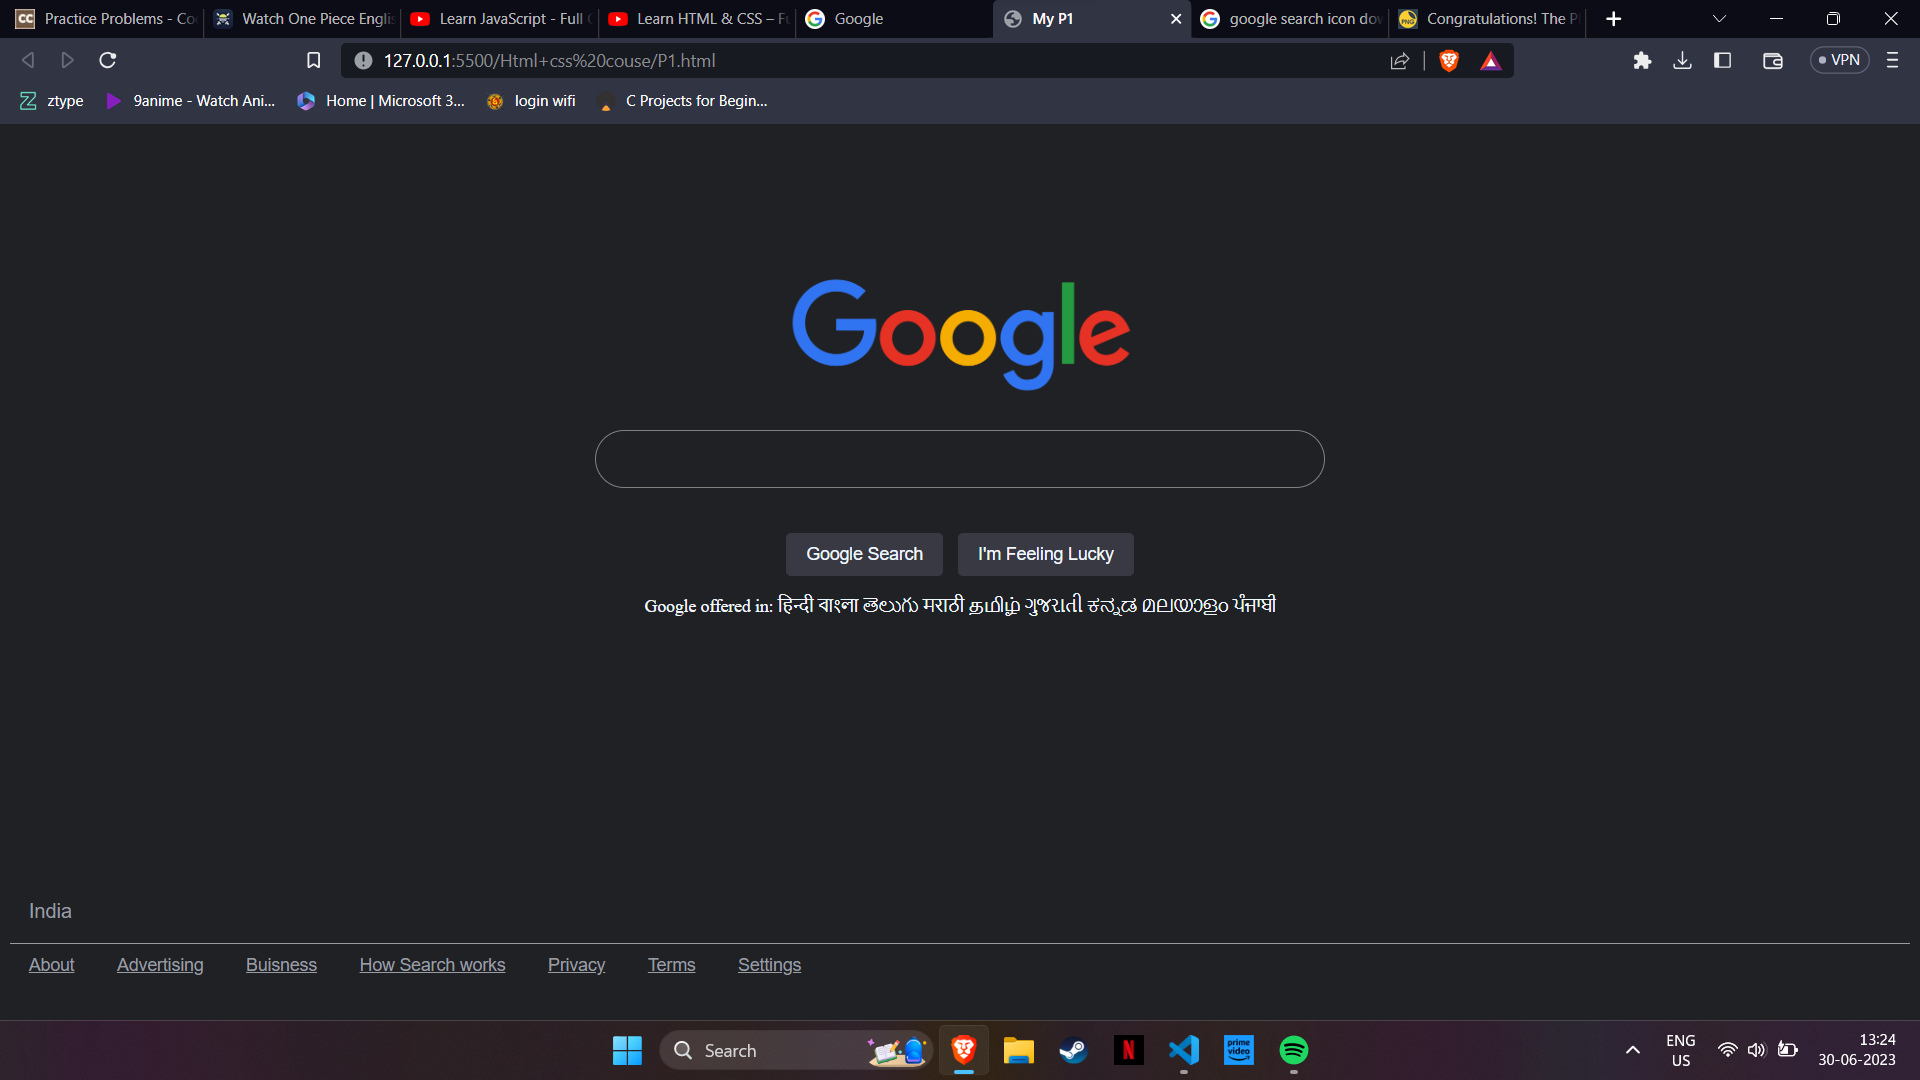 Practice Problems - Co
Watch One Piece Engli
Learn JavaScript - Full
Learn HTML & CSS – Fu
Google
My P1
google search icon dow
Congratulations! The P
127.0.0.1:5500/Html+css%20couse/P1.html
VPN
ztype
9anime - Watch Ani...
Home | Microsoft 3...
login wifi
C Projects for Begin...
Google
Google Search
I'm Feeling Lucky
Google offered in: हिन्दी বাংলা తెలుగు मराठी தமிழ் ગુજરાતી ಕನ್ನಡ മലയാളം ਪੰਜਾਬੀ
India
About Advertising Buisness How Search works Privacy Terms Settings
Search
prime video
ENG
US
13:24
30-06-2023